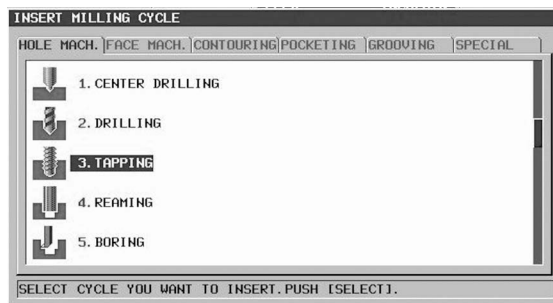 INSERT MILLING CYCLE
HOLE MACH. FACE MACH. CONTOURING POCKETING GROOVING SPECIAL
1. CENTER DRILLING
2. DRILLING
3. TAPPING
4. REAMING
5. BORING
SELECT CYCLE YOU WANT TO INSERT.PUSH [SELECT].